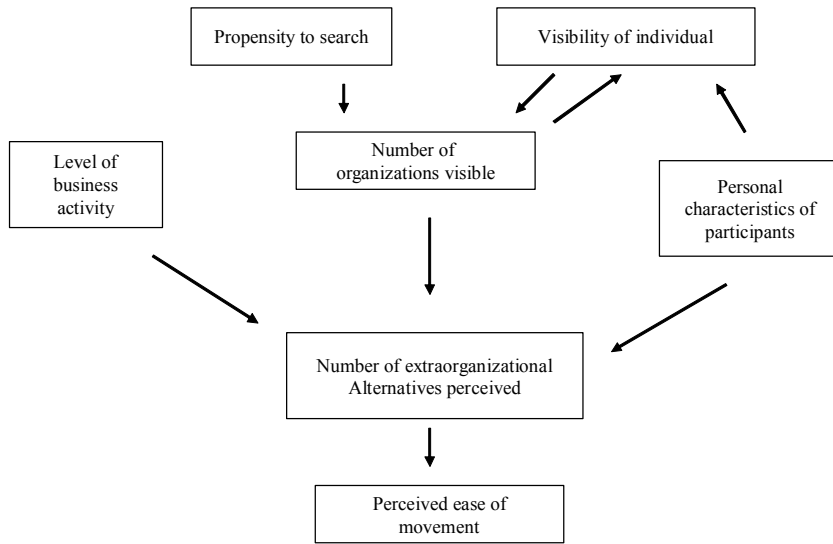 Propensity to search
Visibility of individual
Number of
organizations visible
Level of
business
activity
Personal
characteristics of
participants
Number of extraorganizational
Alternatives perceived
Perceived ease of
movement